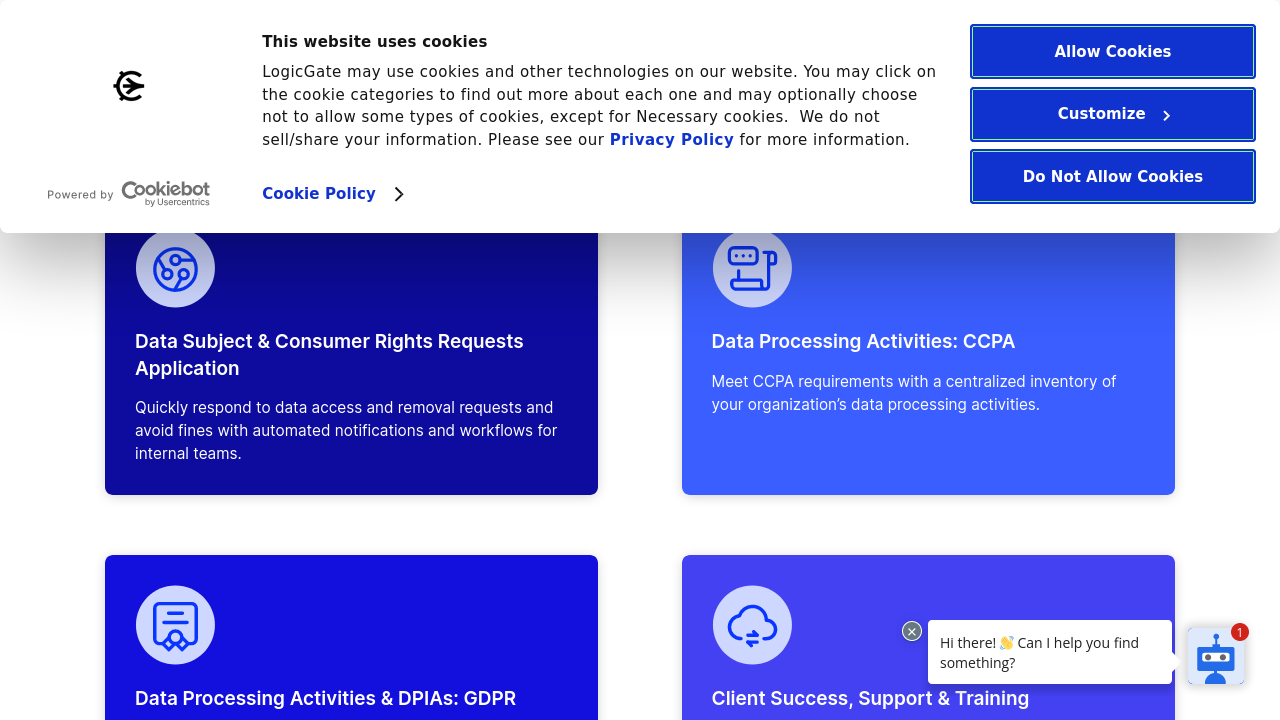 This website uses cookies
LogicGate may use cookies and other technologies on our website. You may click on
the cookie categories to find out more about each one and may optionally choose
not to allow some types of cookies, except for Necessary cookies.  We do not
sell/share your information. Please see our Privacy Policy for more information.
Cookie Policy
Powered by Cookiebot
by Usercentrics
Allow Cookies
Customize
Do Not Allow Cookies
Data Subject & Consumer Rights Requests
Application
Quickly respond to data access and removal requests and
avoid fines with automated notifications and workflows for
internal teams.
Data Processing Activities: CCPA
Meet CCPA requirements with a centralized inventory of
your organization’s data processing activities.
Data Processing Activities & DPIAs: GDPR
Client Success, Support & Training
Hi there! 👋 Can I help you find
something?
1